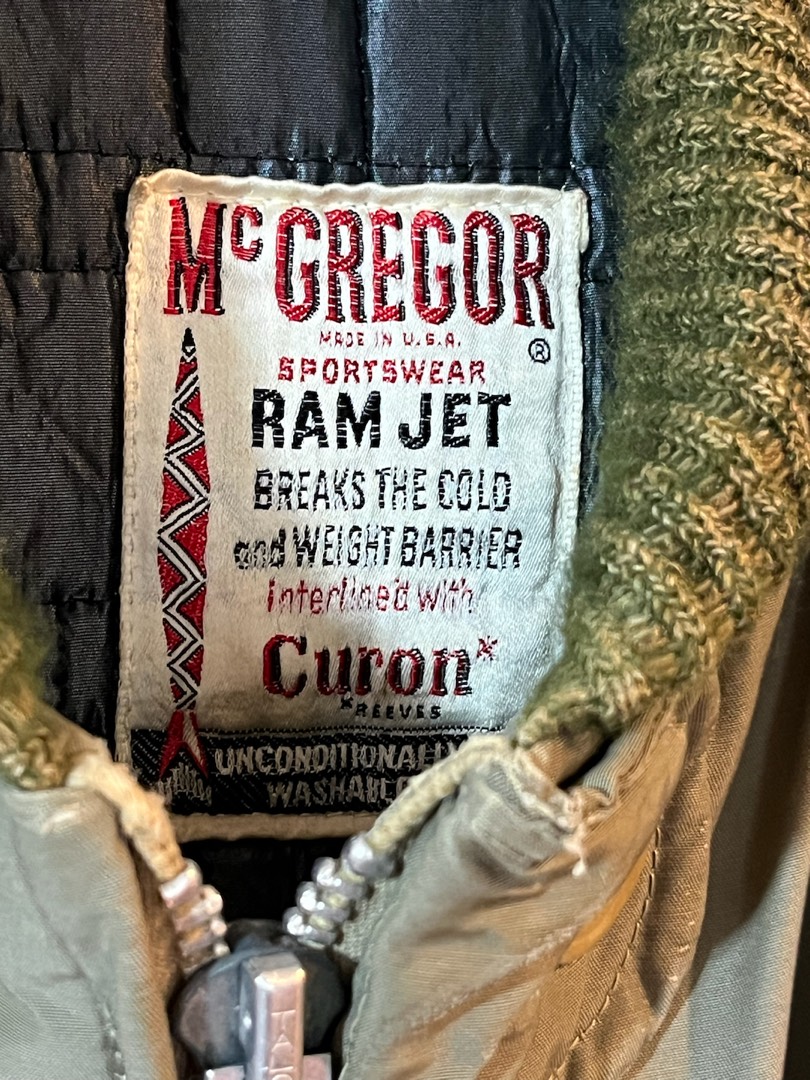 McGREGOR
MADE IN U.S.A.
®
SPORTSWEAR
RAM JET
BREAKS THE COLD
and WEIGHT BARRIER
interlined with
Curon*
*REEVES
UNCONDITIONALLY
WASHABLE